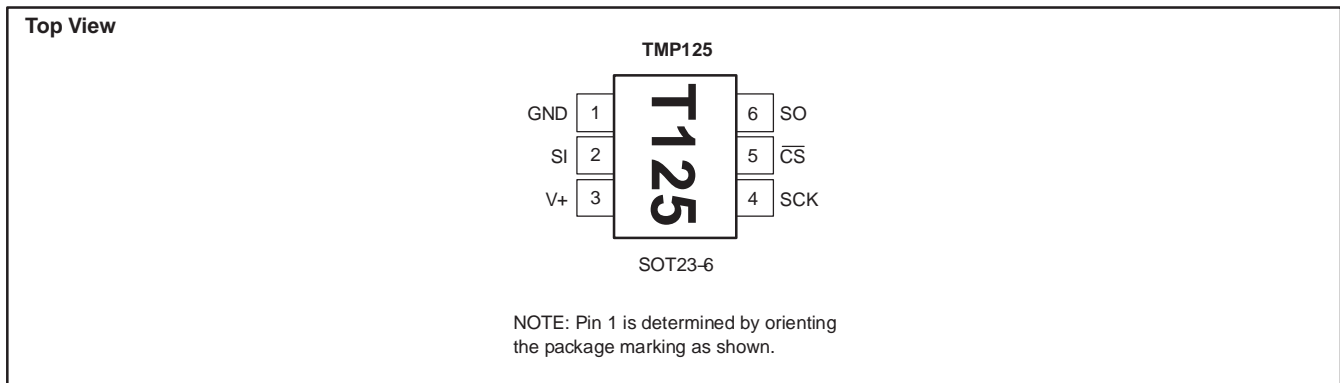 Top View
TMP125
GND 1 6 SO
SI 2 5 C̅S̅
V+ 3 4 SCK
T125
SOT23-6
NOTE: Pin 1 is determined by orienting
the package marking as shown.